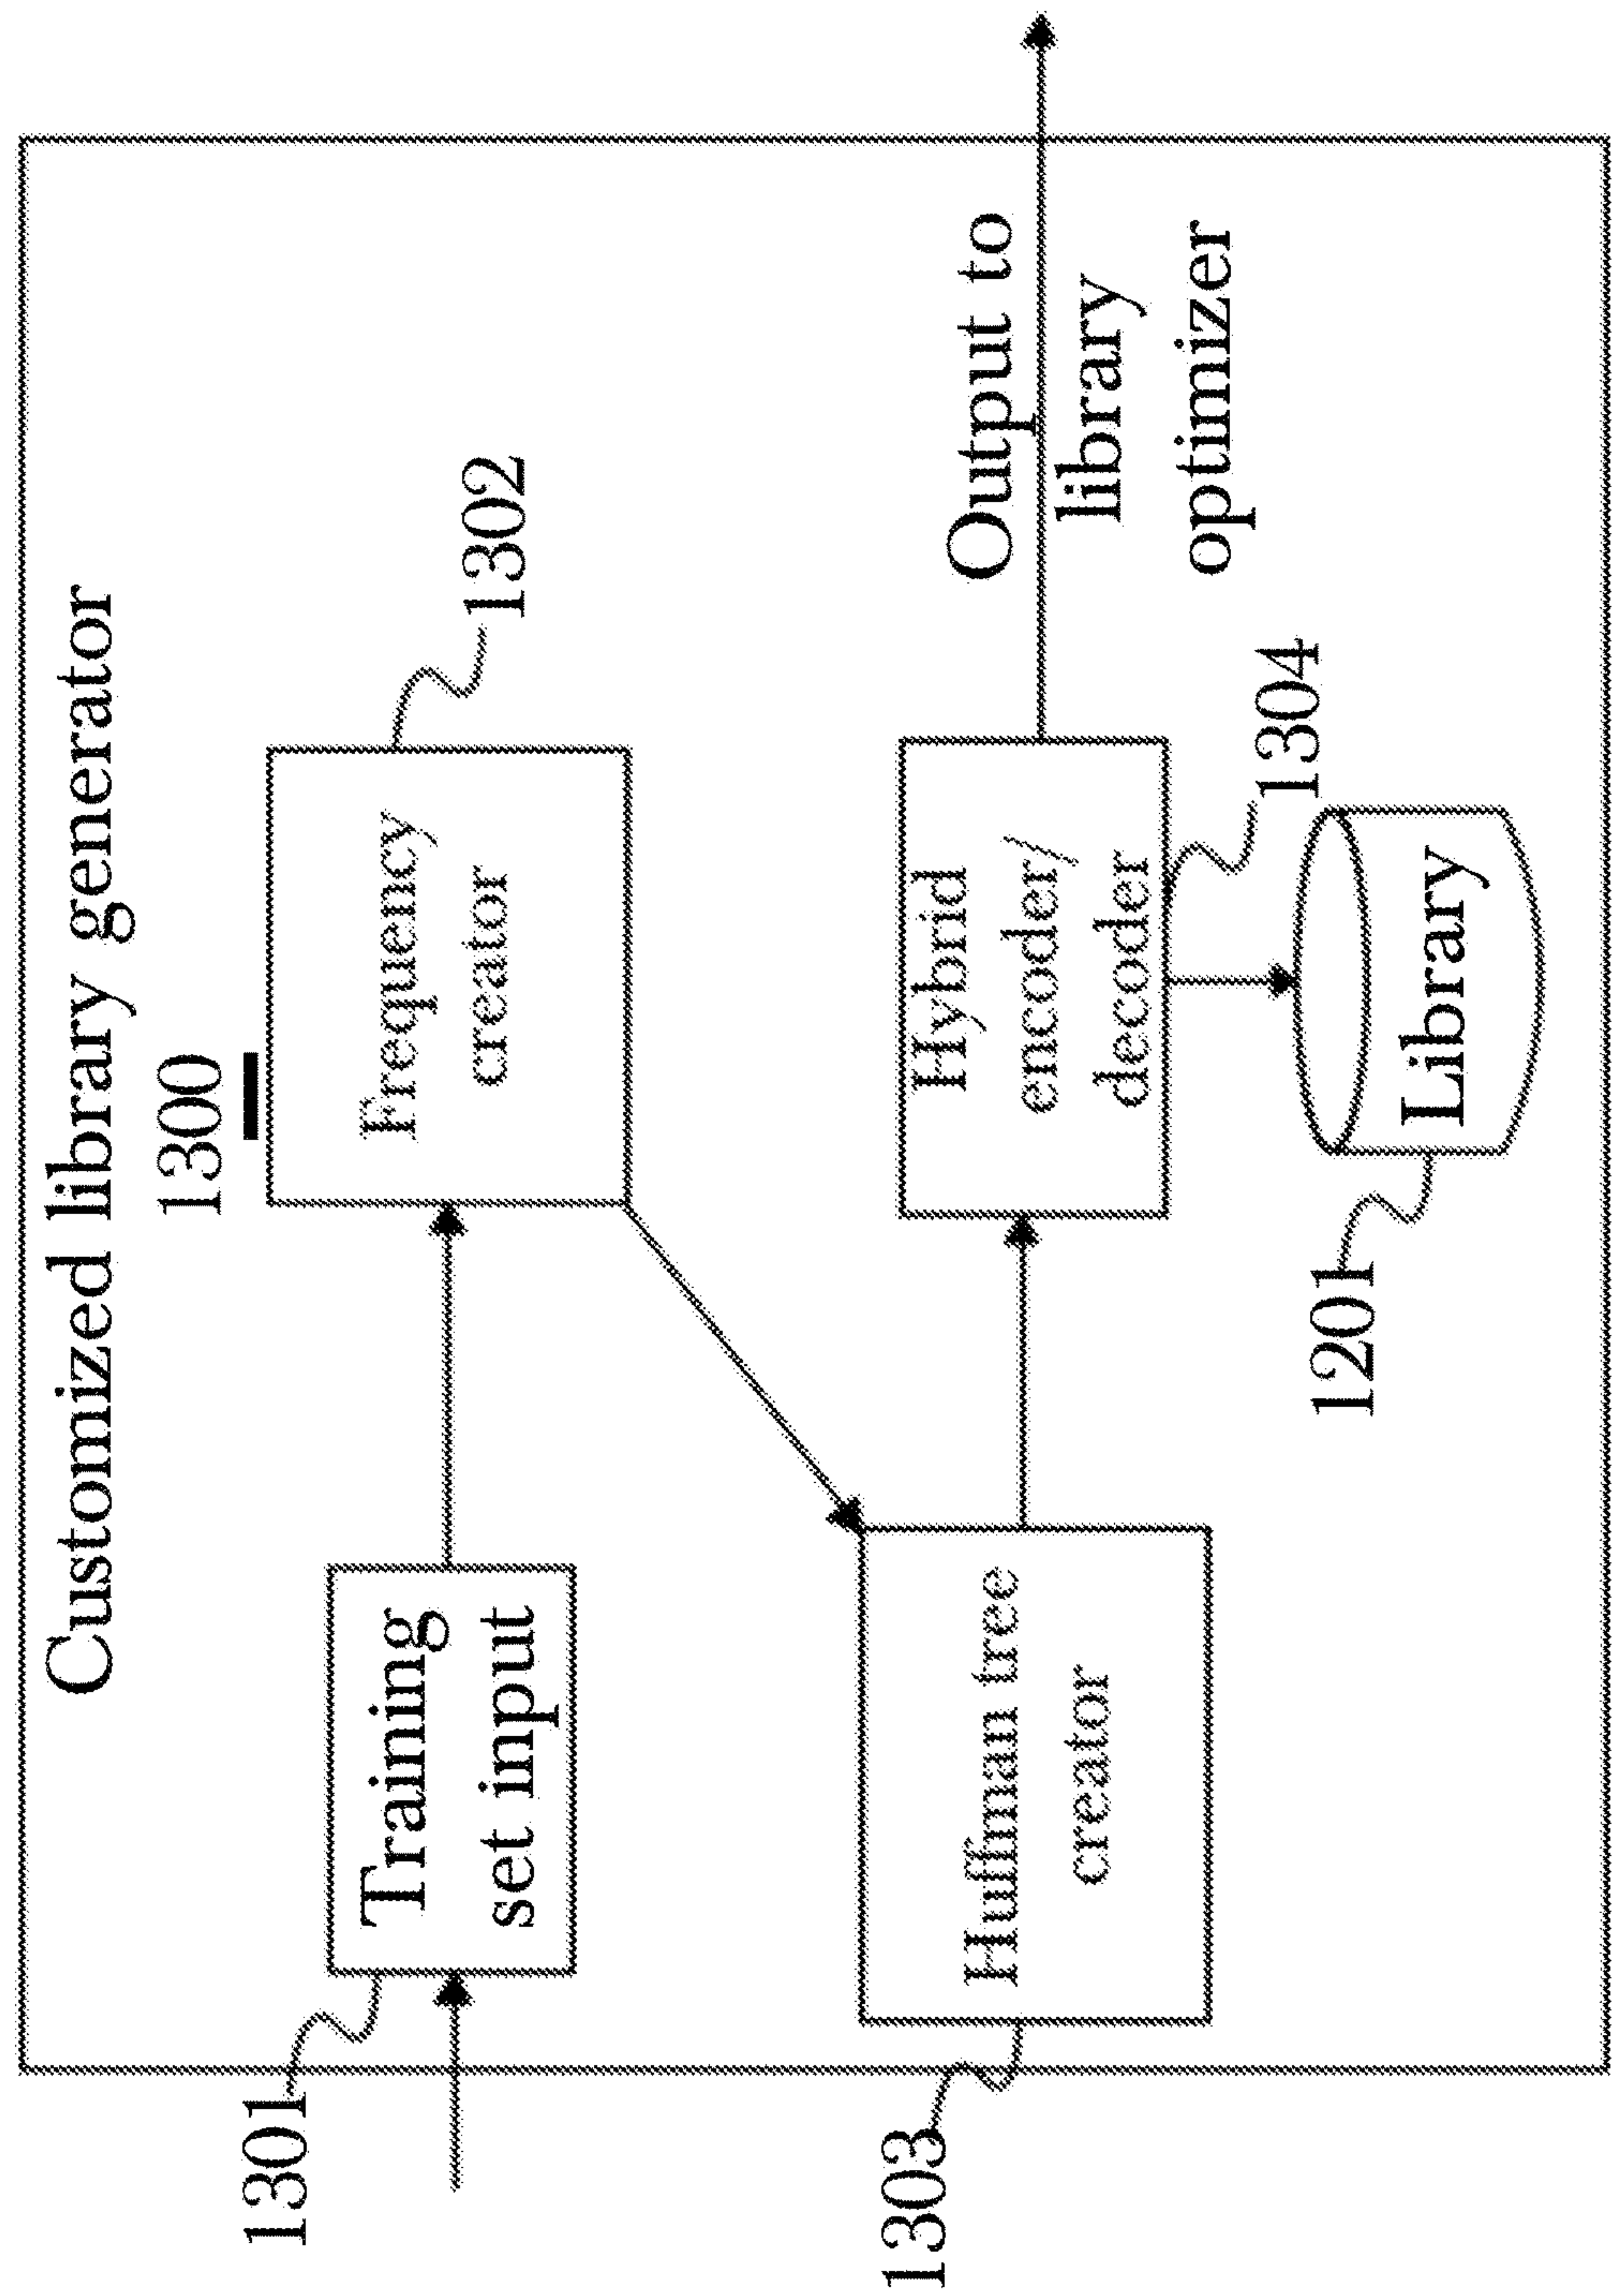 Customized library generator
1300
1301
Training
set input
Frequency
creator
1302
1303
Huffman tree
creator
Hybrid
encoder/
decoder
1304
Output to
library
optimizer
1201
Library